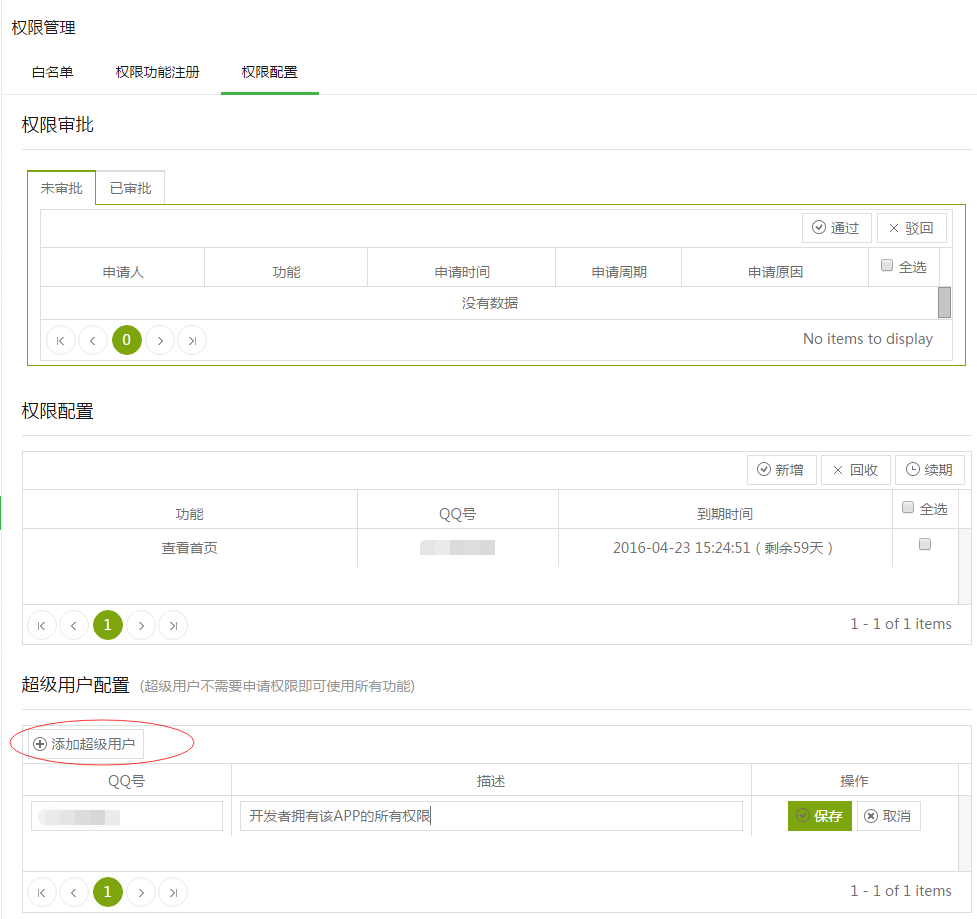 权限管理
白名单 权限功能注册 权限配置
权限审批
未审批 已审批
通过 驳回
申请人 功能 申请时间 申请周期 申请原因 全选
没有数据
0 No items to display
权限配置
新增 回收 续期
功能 QQ号 到期时间 全选
查看首页 2016-04-23 15:24:51（剩余59天）
1 1 - 1 of 1 items
超级用户配置 (超级用户不需要申请权限即可使用所有功能)
添加超级用户
QQ号 描述 操作
开发者拥有该APP的所有权限 保存 取消
1 1 - 1 of 1 items